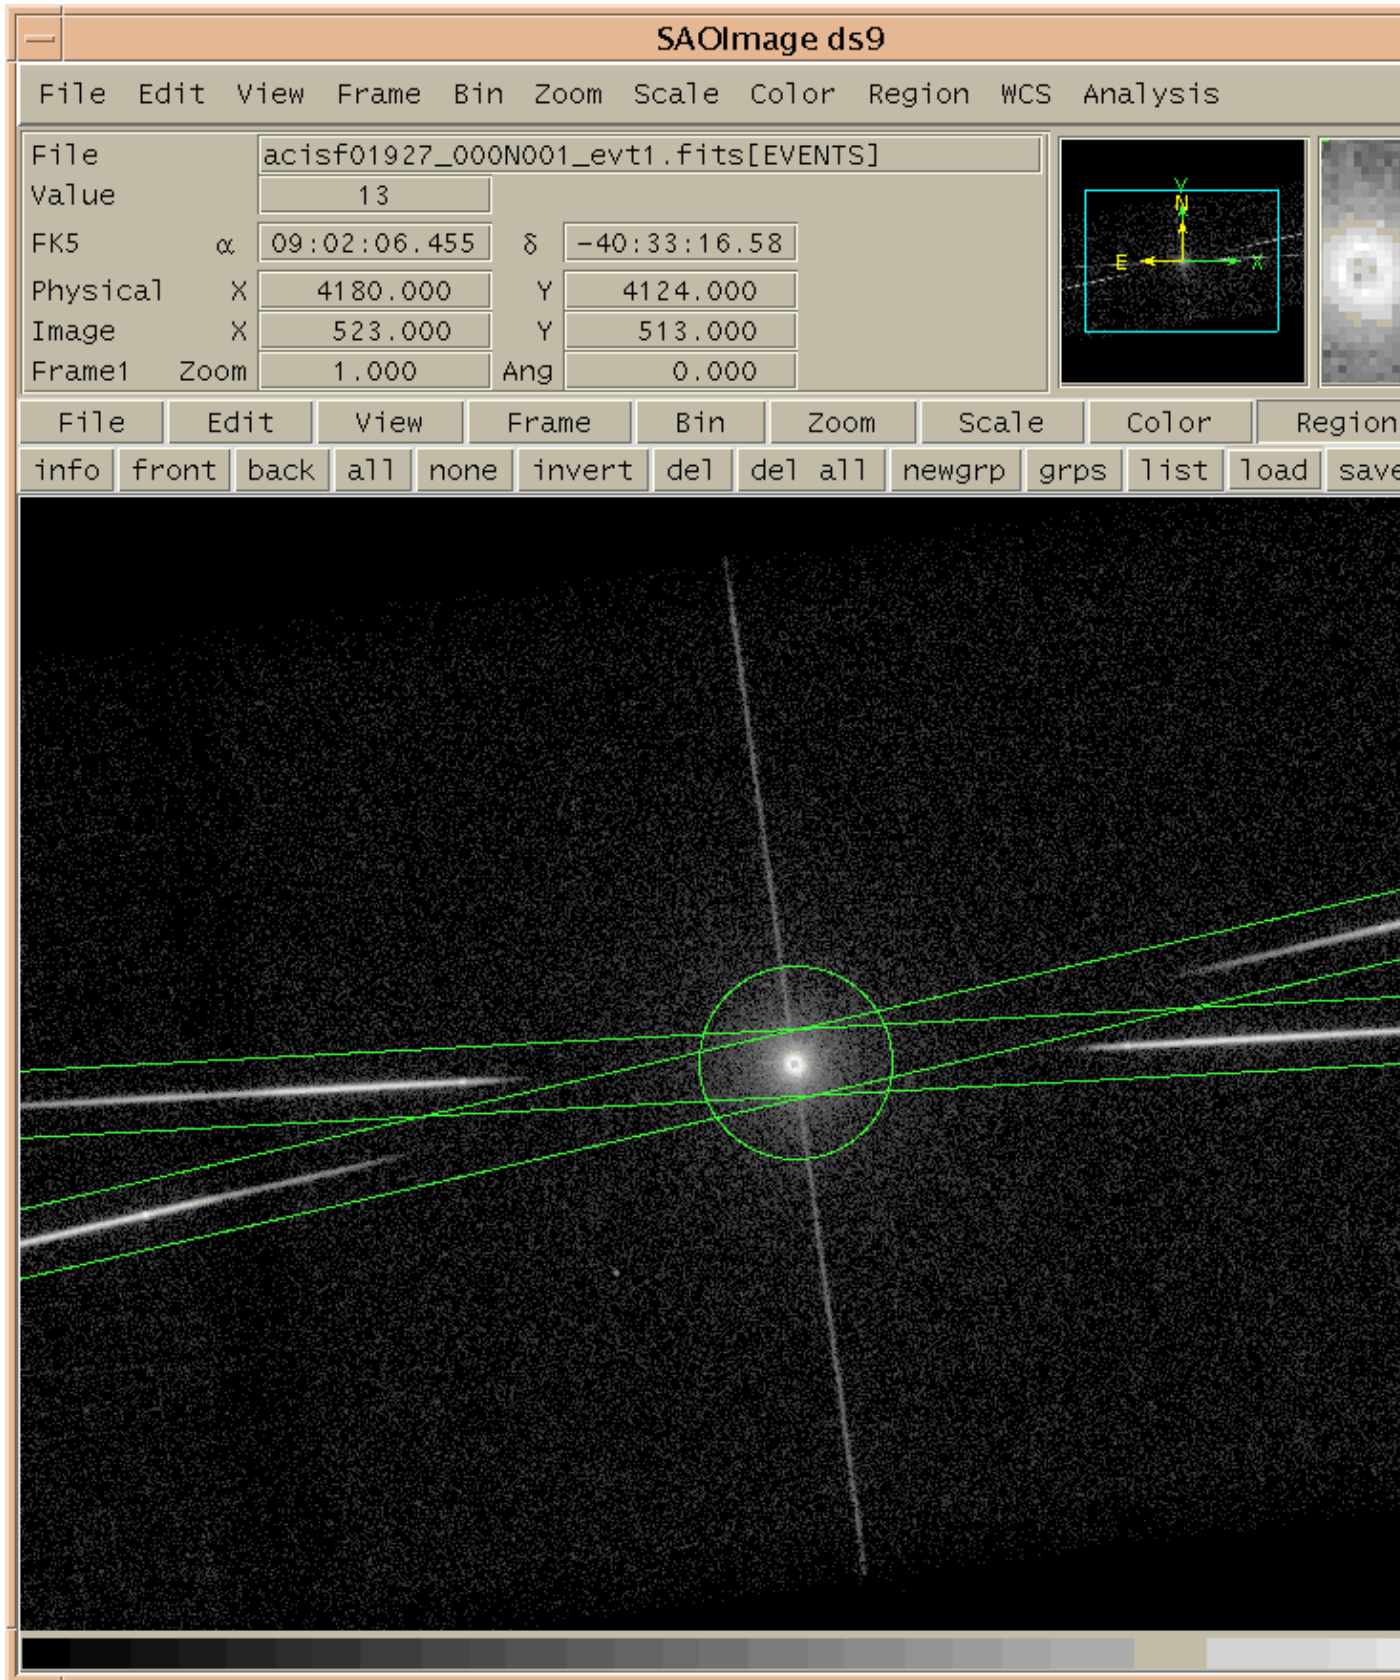 SAOImage ds9
File Edit View Frame Bin Zoom Scale Color Region WCS Analysis
File acisf01927_000N001_evt1.fits[EVENTS]
Value 13
FK5 α 09:02:06.455 δ -40:33:16.58
Physical X 4180.000 Y 4124.000
Image X 523.000 Y 513.000
Frame1 Zoom 1.000 Ang 0.000
Y
N
E X
File Edit View Frame Bin Zoom Scale Color Region
info front back all none invert del del all newgrp grps list load save